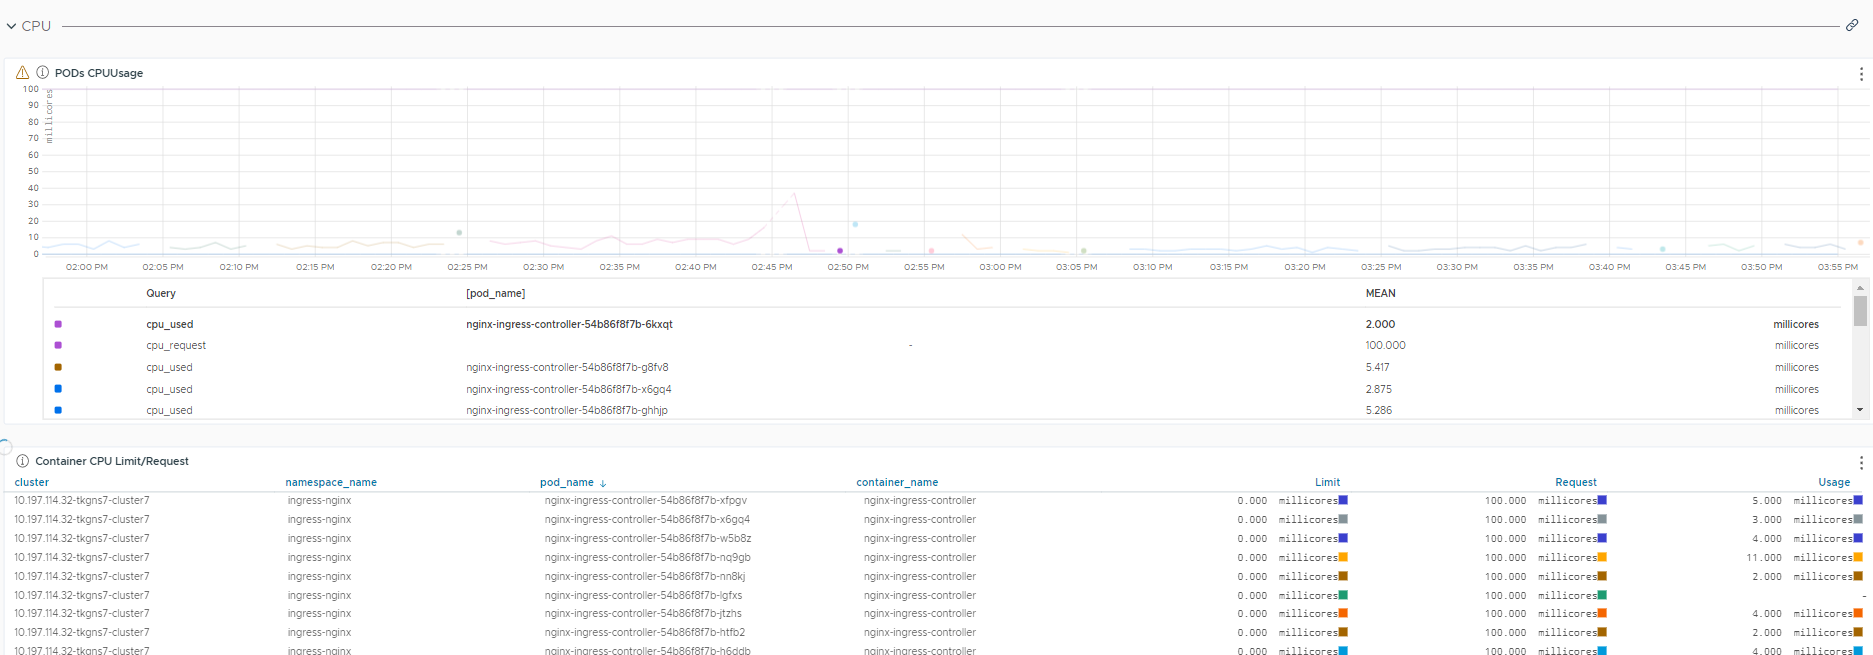 CPU
PODs CPUUsage
millicores
100
90
80
70
60
50
40
30
20
10
0
02:00 PM 02:05 PM 02:10 PM 02:15 PM 02:20 PM 02:25 PM 02:30 PM 02:35 PM 02:40 PM 02:45 PM 02:50 PM 02:55 PM 03:00 PM 03:05 PM 03:10 PM 03:15 PM 03:20 PM 03:25 PM 03:30 PM 03:35 PM 03:40 PM 03:45 PM 03:50 PM 03:55 PM
Query [pod_name] MEAN
cpu_used nginx-ingress-controller-54b86f8f7b-6kxqt 2.000 millicores
cpu_request - 100.000 millicores
cpu_used nginx-ingress-controller-54b86f8f7b-g8fv8 5.417 millicores
cpu_used nginx-ingress-controller-54b86f8f7b-x6gq4 2.875 millicores
cpu_used nginx-ingress-controller-54b86f8f7b-ghhjp 5.286 millicores
Container CPU Limit/Request
cluster namespace_name pod_name ↓ container_name Limit Request Usage
10.197.114.32-tkgns7-cluster7 ingress-nginx nginx-ingress-controller-54b86f8f7b-xfpgv nginx-ingress-controller 0.000 millicores 100.000 millicores 5.000 millicores
10.197.114.32-tkgns7-cluster7 ingress-nginx nginx-ingress-controller-54b86f8f7b-x6gq4 nginx-ingress-controller 0.000 millicores 100.000 millicores 3.000 millicores
10.197.114.32-tkgns7-cluster7 ingress-nginx nginx-ingress-controller-54b86f8f7b-w5b8z nginx-ingress-controller 0.000 millicores 100.000 millicores 4.000 millicores
10.197.114.32-tkgns7-cluster7 ingress-nginx nginx-ingress-controller-54b86f8f7b-nq9gb nginx-ingress-controller 0.000 millicores 100.000 millicores 11.000 millicores
10.197.114.32-tkgns7-cluster7 ingress-nginx nginx-ingress-controller-54b86f8f7b-nn8kj nginx-ingress-controller 0.000 millicores 100.000 millicores 2.000 millicores
10.197.114.32-tkgns7-cluster7 ingress-nginx nginx-ingress-controller-54b86f8f7b-lgfxs nginx-ingress-controller 0.000 millicores 100.000 millicores -
10.197.114.32-tkgns7-cluster7 ingress-nginx nginx-ingress-controller-54b86f8f7b-jtzhs nginx-ingress-controller 0.000 millicores 100.000 millicores 4.000 millicores
10.197.114.32-tkgns7-cluster7 ingress-nginx nginx-ingress-controller-54b86f8f7b-htfb2 nginx-ingress-controller 0.000 millicores 100.000 millicores 2.000 millicores
10.197.114.32-tkgns7-cluster7 ingress-nginx nginx-ingress-controller-54b86f8f7b-h6ddb nginx-ingress-controller 0.000 millicores 100.000 millicores 4.000 millicores